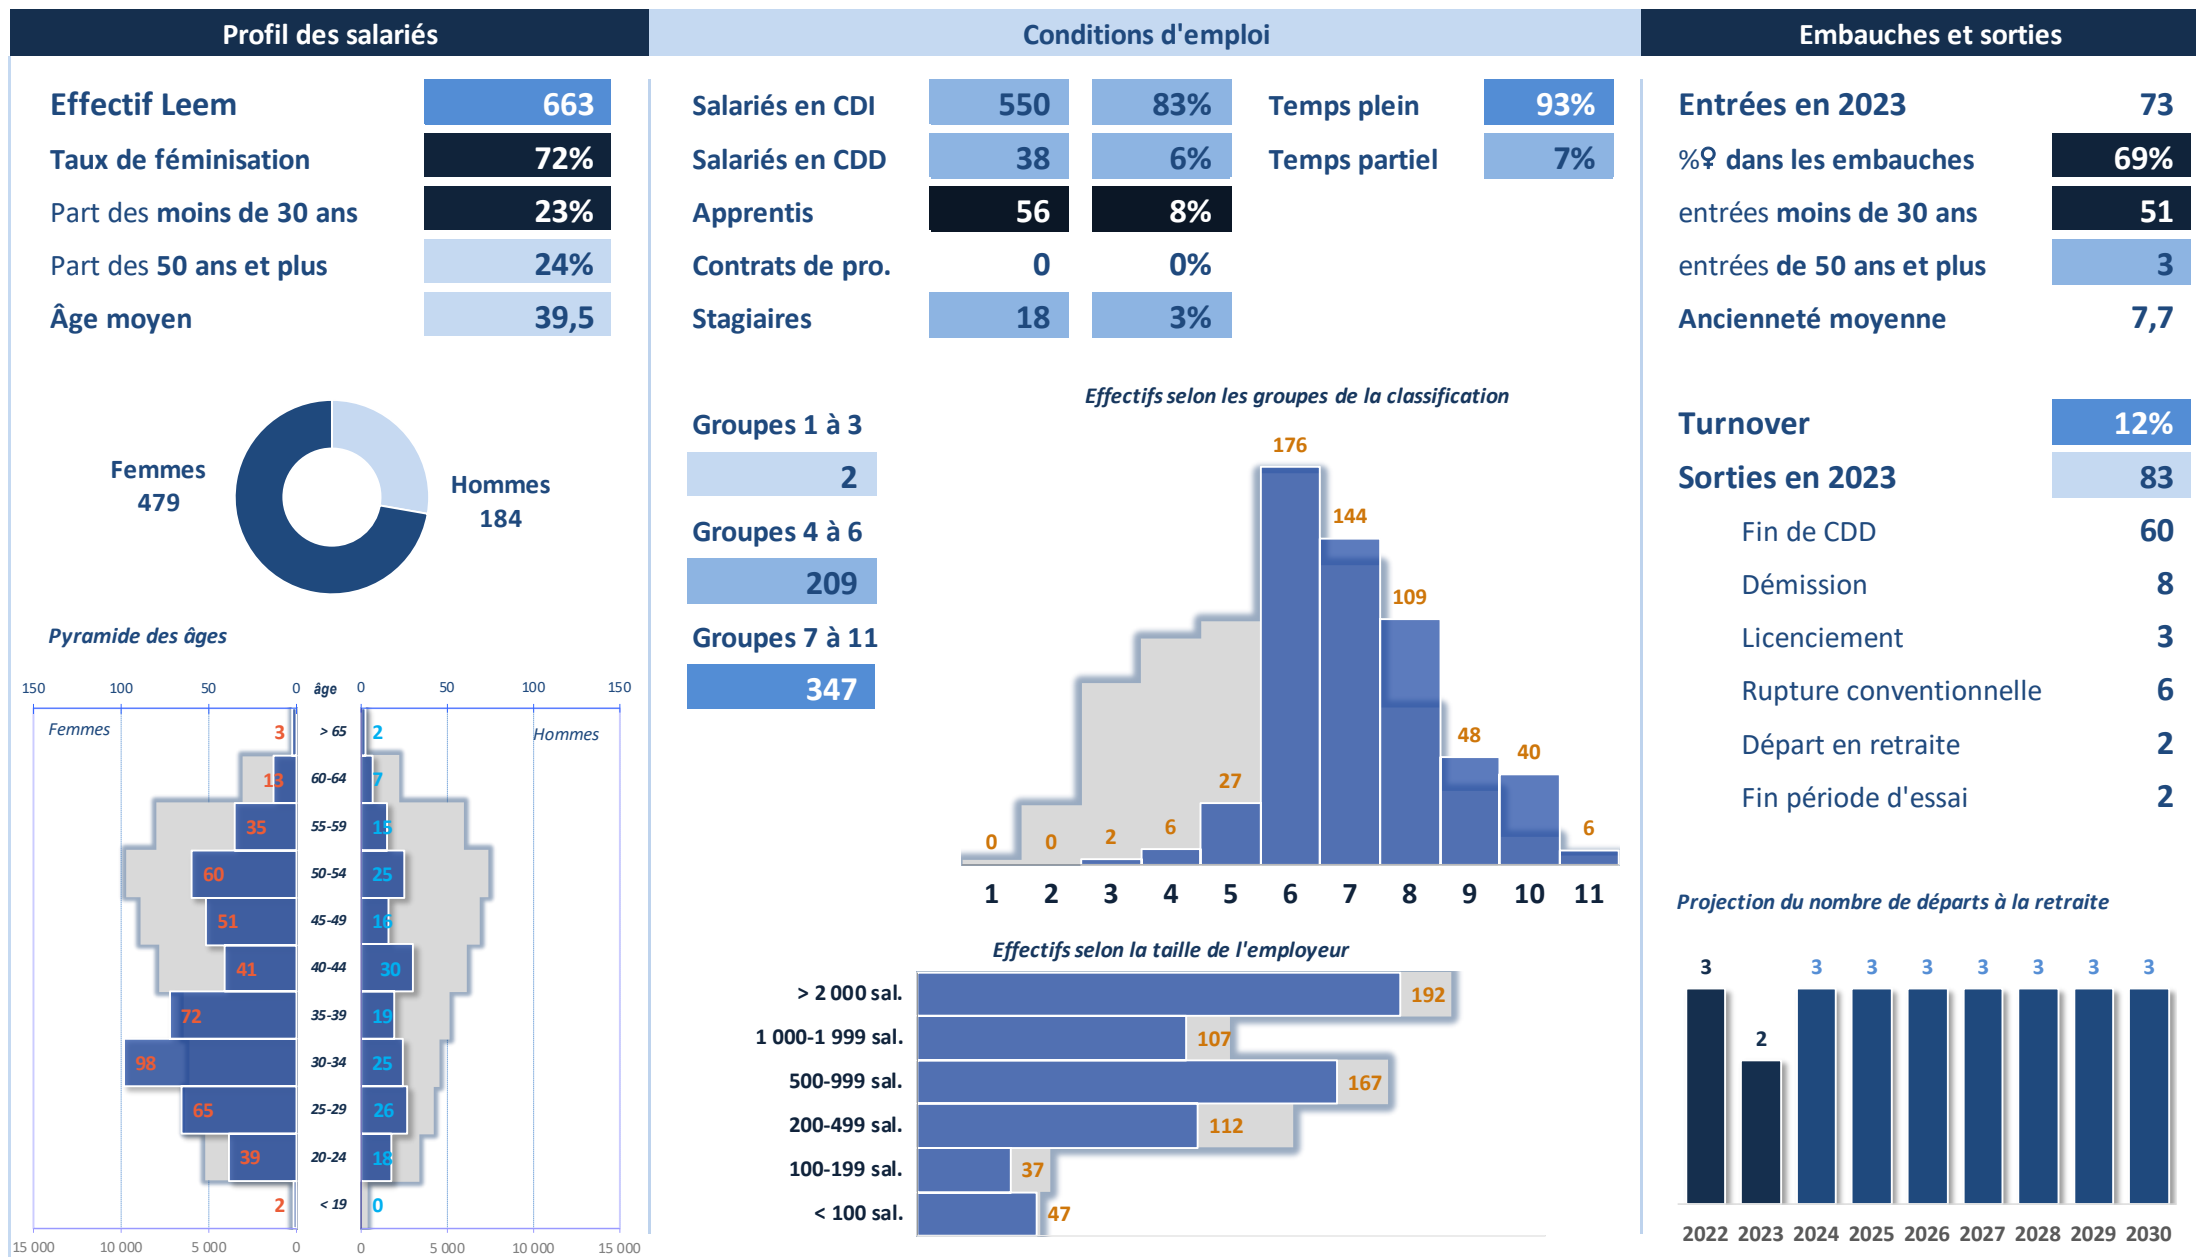 Profil des salariés
Conditions d'emploi
Embauches et sorties
Effectif Leem 663
Taux de féminisation 72%
Part des moins de 30 ans 23%
Part des 50 ans et plus 24%
Âge moyen 39,5
Femmes
479
Hommes
184
Pyramide des âges
150 100 50 0 âge 0 50 100 150
Femmes
Hommes
3 > 65 2
13 60-64 7
35 55-59 15
60 50-54 25
51 45-49 16
41 40-44 30
72 35-39 19
98 30-34 25
65 25-29 26
39 20-24 18
2 < 19 0
15 000 10 000 5 000 0 0 5 000 10 000 15 000
Salariés en CDI 550 83%
Salariés en CDD 38 6%
Apprentis 56 8%
Contrats de pro. 0 0%
Stagiaires 18 3%
Temps plein 93%
Temps partiel 7%
Groupes 1 à 3
2
Groupes 4 à 6
209
Groupes 7 à 11
347
Effectifs selon les groupes de la classification
0 0 2 6 27 176 144 109 48 40 6
1 2 3 4 5 6 7 8 9 10 11
Effectifs selon la taille de l'employeur
> 2 000 sal. 192
1 000-1 999 sal. 107
500-999 sal. 167
200-499 sal. 112
100-199 sal. 37
< 100 sal. 47
Entrées en 2023 73
%♀ dans les embauches 69%
entrées moins de 30 ans 51
entrées de 50 ans et plus 3
Ancienneté moyenne 7,7
Turnover 12%
Sorties en 2023 83
Fin de CDD 60
Démission 8
Licenciement 3
Rupture conventionnelle 6
Départ en retraite 2
Fin période d'essai 2
Projection du nombre de départs à la retraite
3 2 3 3 3 3 3 3 3
2022 2023 2024 2025 2026 2027 2028 2029 2030